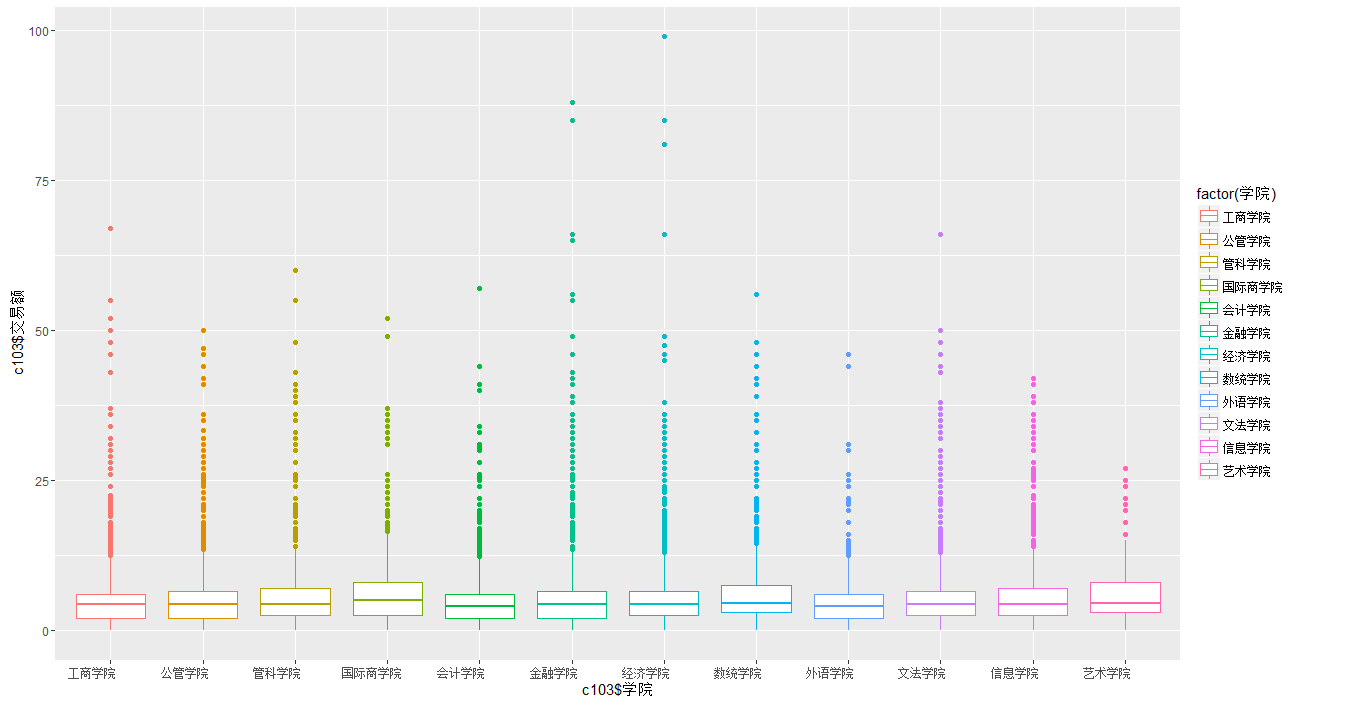 100
75
50
25
0
c103$交易额
工商学院 公管学院 管科学院 国际商学院 会计学院 金融学院 经济学院 数统学院 外语学院 文法学院 信息学院 艺术学院
c103$学院
factor(学院)
工商学院
公管学院
管科学院
国际商学院
会计学院
金融学院
经济学院
数统学院
外语学院
文法学院
信息学院
艺术学院